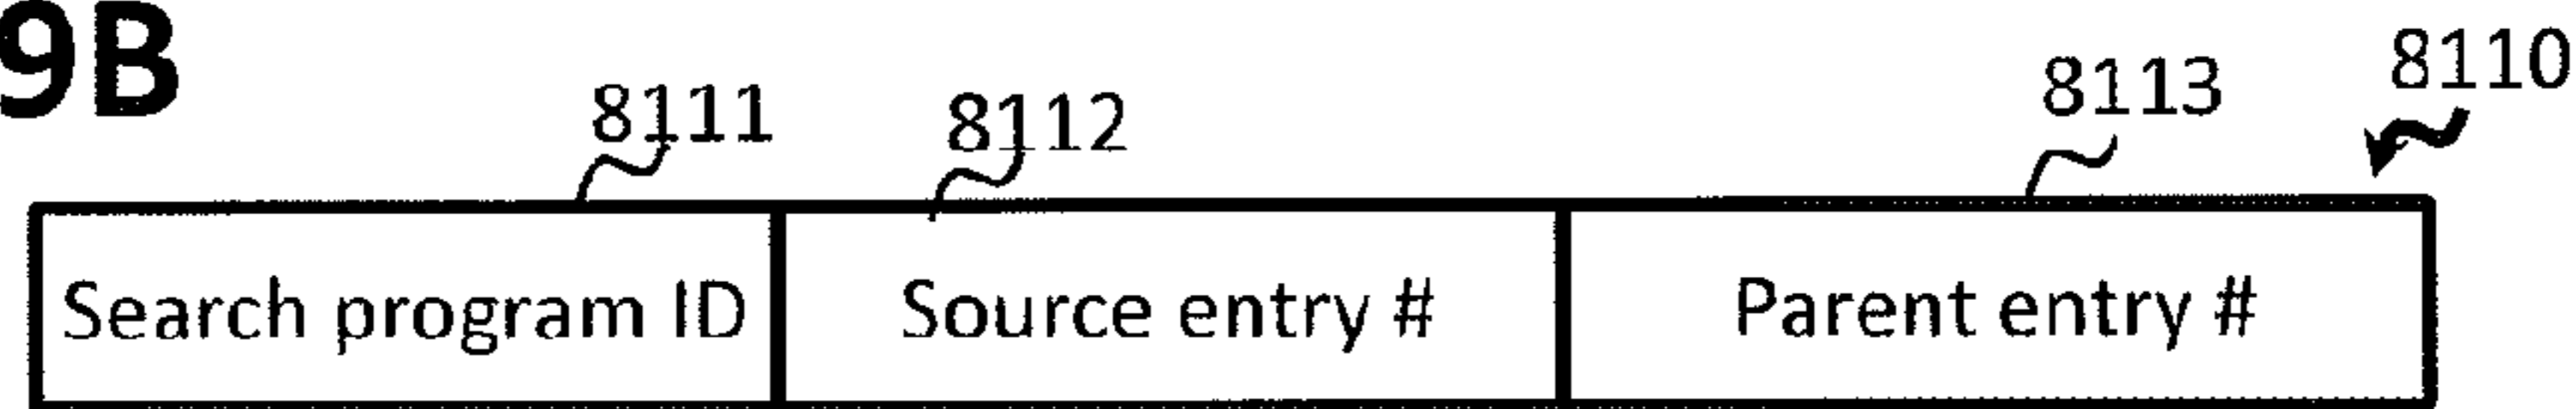 9B
8111 8112 8113 8110
Search program ID Source entry # Parent entry #